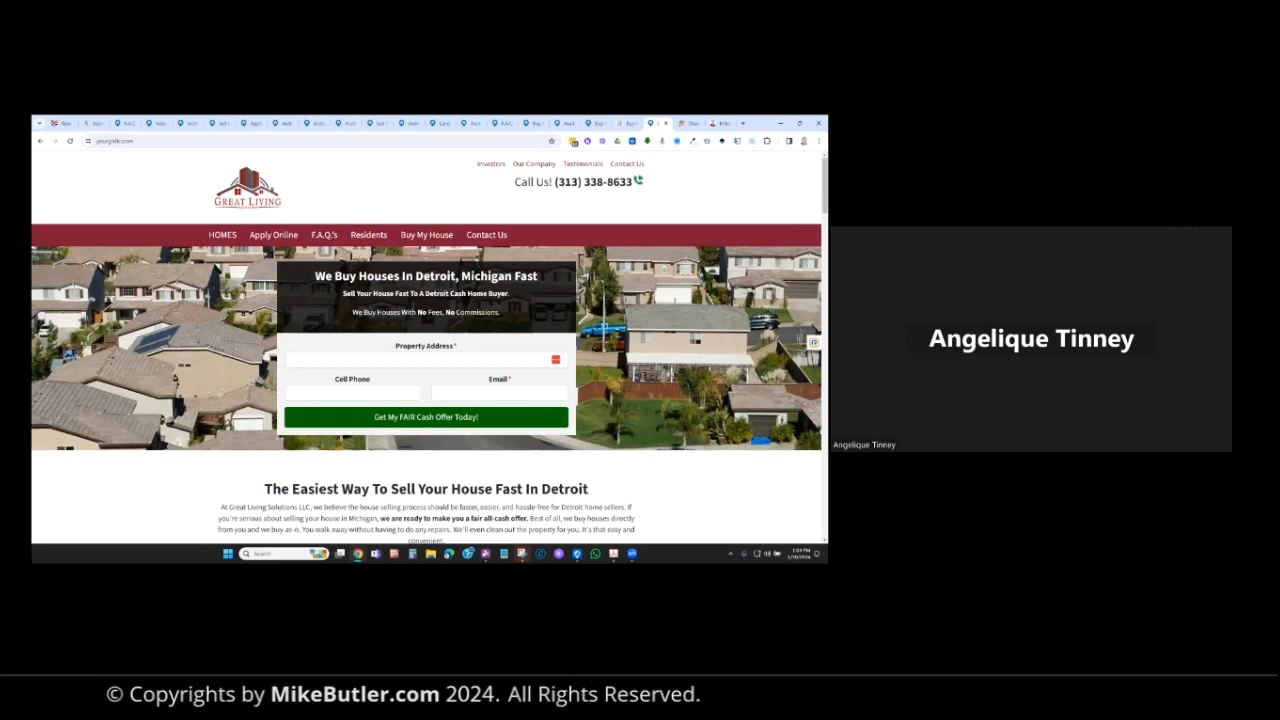 yourglsllc.com
Investors Our Company Testimonials Contact Us
Call Us! (313) 338-8633
GREAT LIVING
HOMES Apply Online F.A.Q.'s Residents Buy My House Contact Us
We Buy Houses In Detroit, Michigan Fast
Sell Your House Fast To A Detroit Cash Home Buyer.
We Buy Houses With No Fees, No Commissions.
Property Address*
Cell Phone Email*
Get My FAIR Cash Offer Today!
The Easiest Way To Sell Your House Fast In Detroit
At Great Living Solutions LLC, we believe the house selling process should be faster, easier, and hassle-free for Detroit home sellers. If
you're serious about selling your house in Michigan, we are ready to make you a fair all-cash offer. Best of all, we buy houses directly
from you and we buy as-is. You walk away without having to do any repairs. We'll even clean out the property for you. It's that easy and
convenient.
Search
Angelique Tinney
Angelique Tinney
© Copyrights by MikeButler.com 2024. All Rights Reserved.